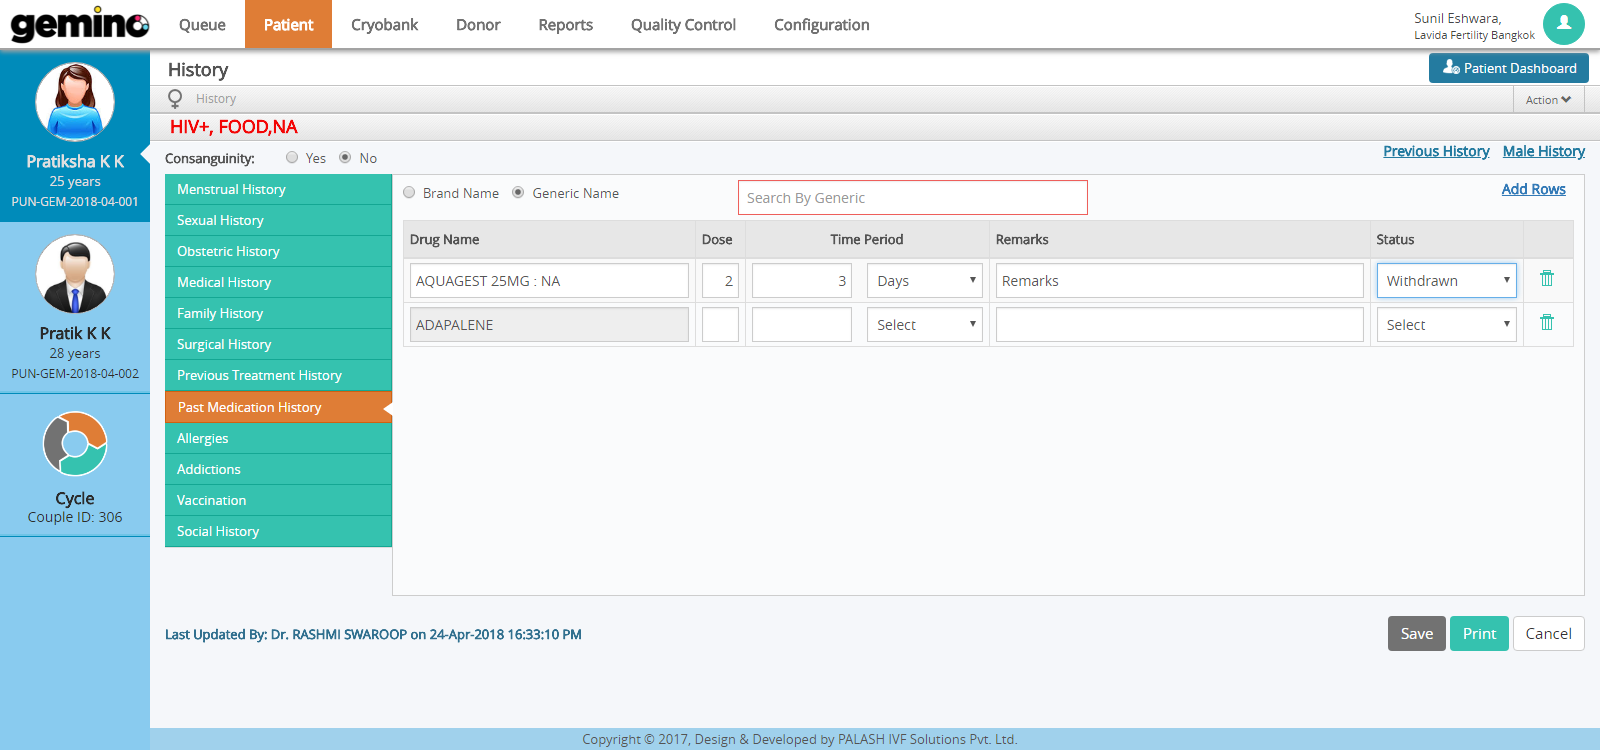 gemino
Queue Patient Cryobank Donor Reports Quality Control Configuration
Sunil Eshwara,
Lavida Fertility Bangkok
Pratiksha K K
25 years
PUN-GEM-2018-04-001
Pratik K K
28 years
PUN-GEM-2018-04-002
Cycle
Couple ID: 306
History
Patient Dashboard
History
Action
HIV+, FOOD,NA
Consanguinity: Yes No
Previous History Male History
Menstrual History
Sexual History
Obstetric History
Medical History
Family History
Surgical History
Previous Treatment History
Past Medication History
Allergies
Addictions
Vaccination
Social History
Brand Name Generic Name Search By Generic Add Rows
Drug Name Dose Time Period Remarks Status
AQUAGEST 25MG : NA 2 3 Days Remarks Withdrawn
ADAPALENE Select Select
Last Updated By: Dr. RASHMI SWAROOP on 24-Apr-2018 16:33:10 PM
Save Print Cancel
Copyright © 2017, Design & Developed by PALASH IVF Solutions Pvt. Ltd.